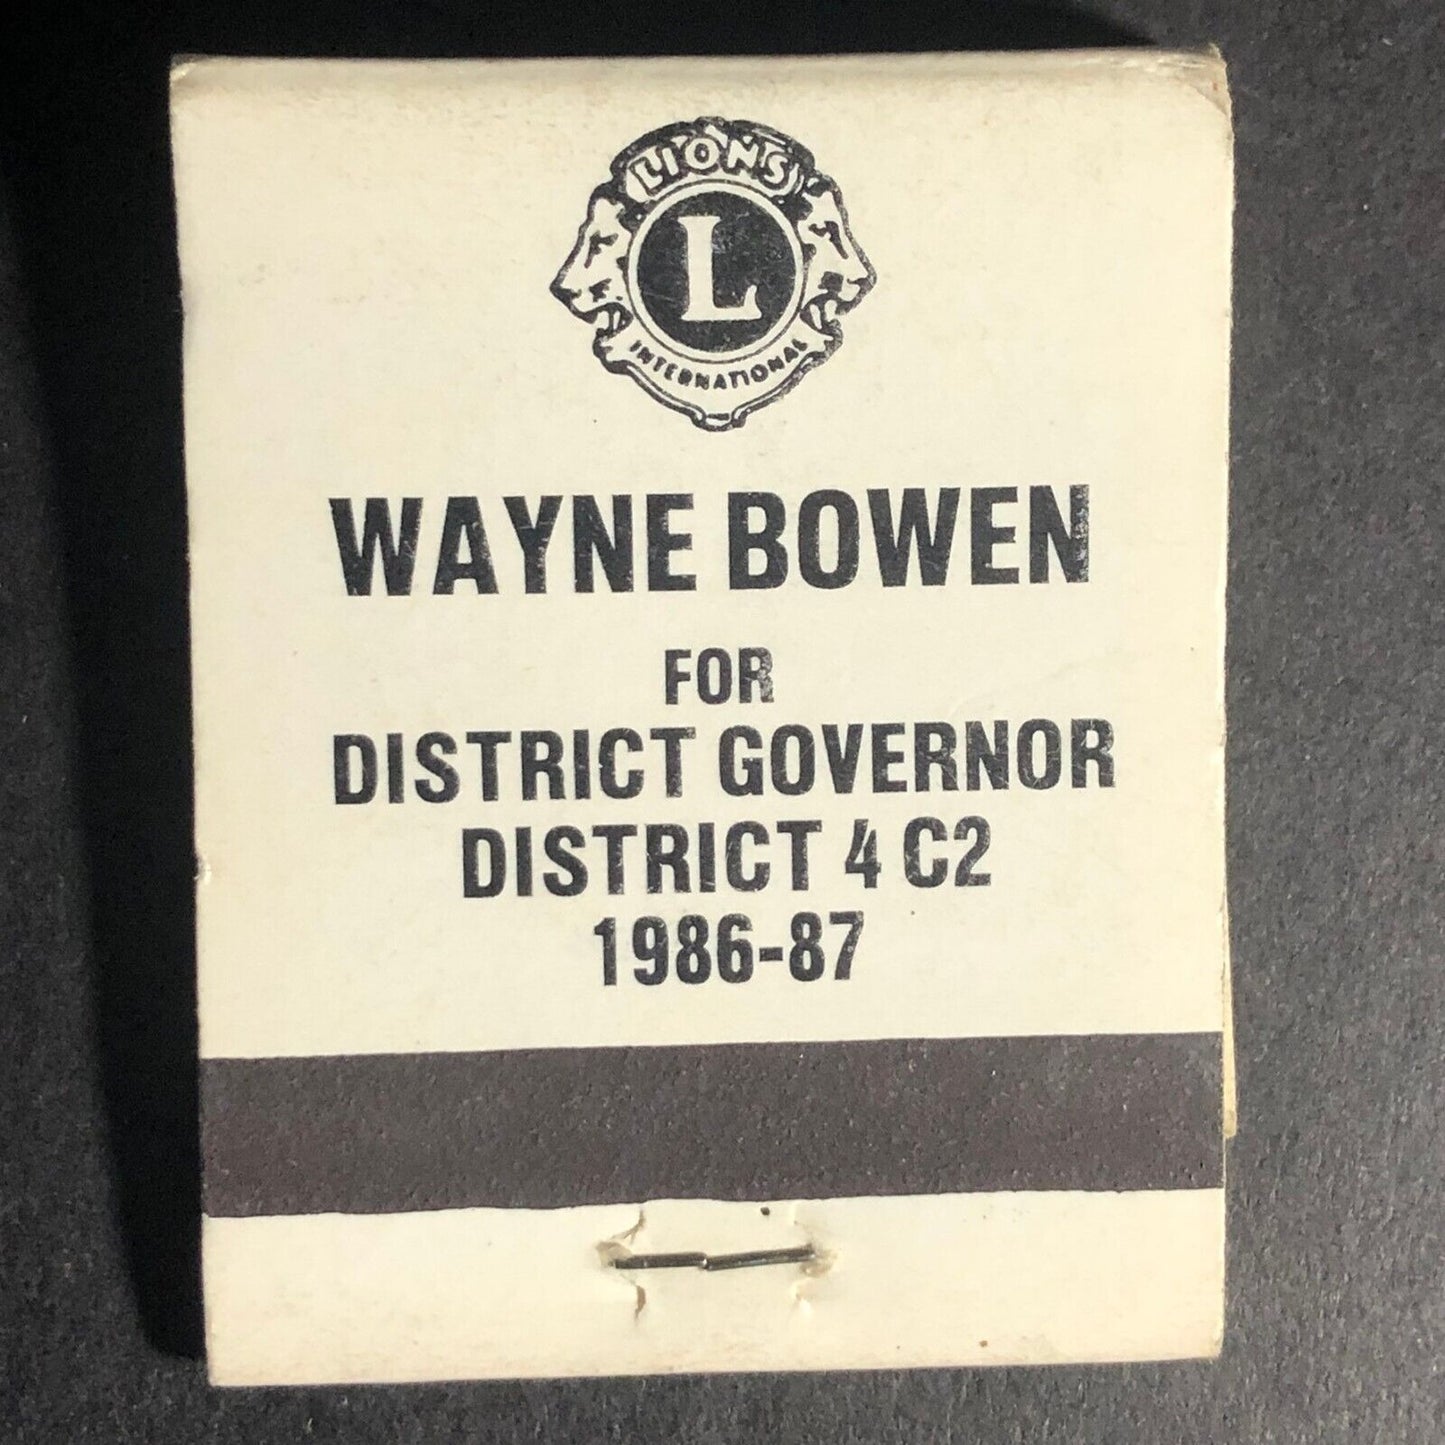 LIONS
L
INTERNATIONAL
WAYNE BOWEN
FOR
DISTRICT GOVERNOR
DISTRICT 4 C2
1986-87